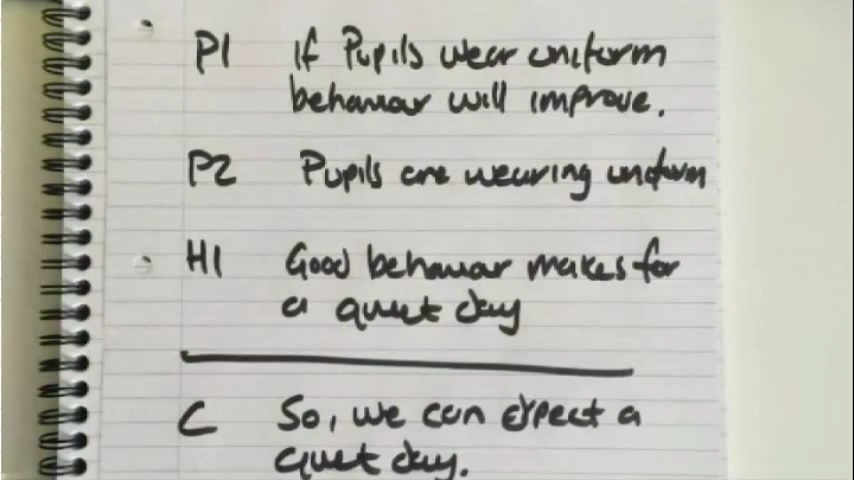 P1 If Pupils wear uniform
behaviour will improve.
P2 Pupils are wearing uniform
H1 Good behaviour makes for
a quiet day
C So, we can expect a
quiet day.